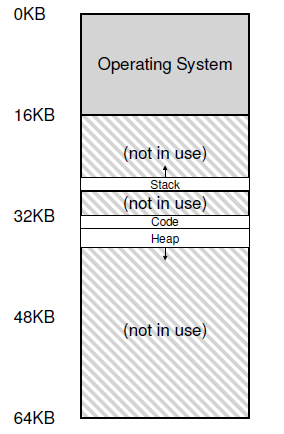 0KB
Operating System
16KB
(not in use)
Stack
(not in use)
32KB
Code
Heap
48KB
(not in use)
64KB